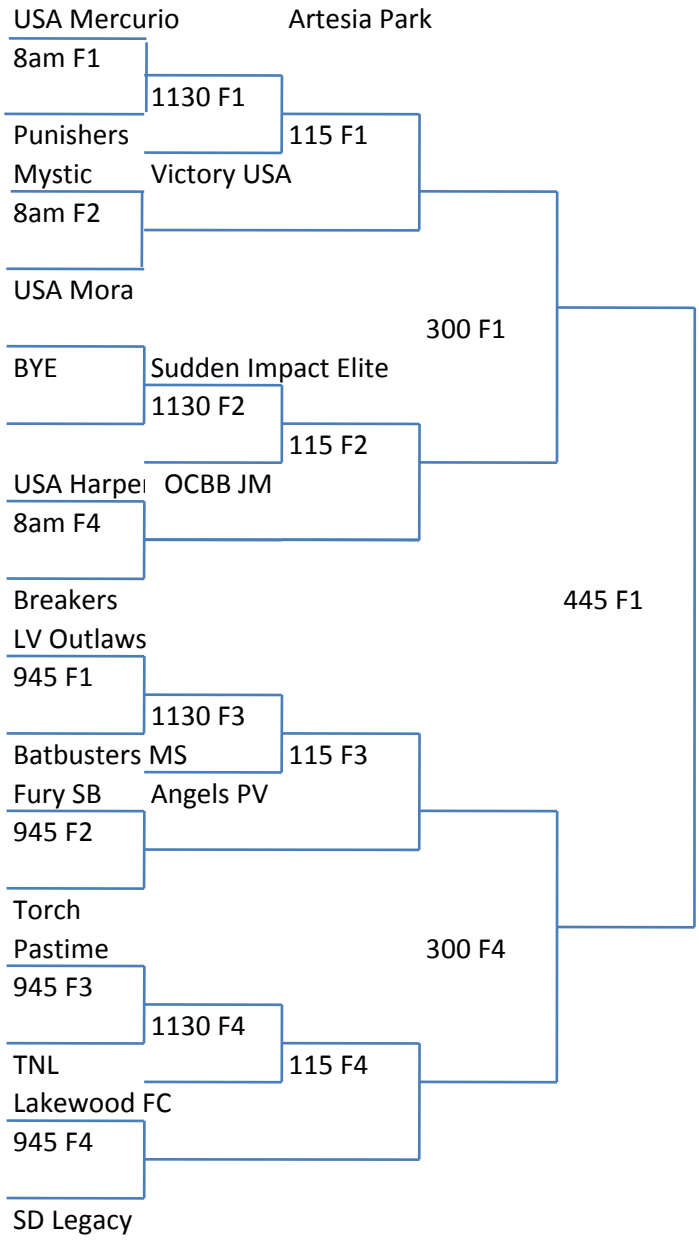 USA Mercurio Artesia Park
8am F1
1130 F1
Punishers 115 F1
Mystic Victory USA
8am F2
USA Mora
300 F1
BYE Sudden Impact Elite
1130 F2
115 F2
USA Harper OCBB JM
8am F4
Breakers 445 F1
LV Outlaws
945 F1
1130 F3
Batbusters MS 115 F3
Fury SB Angels PV
945 F2
Torch
Pastime 300 F4
945 F3
1130 F4
TNL 115 F4
Lakewood FC
945 F4
SD Legacy